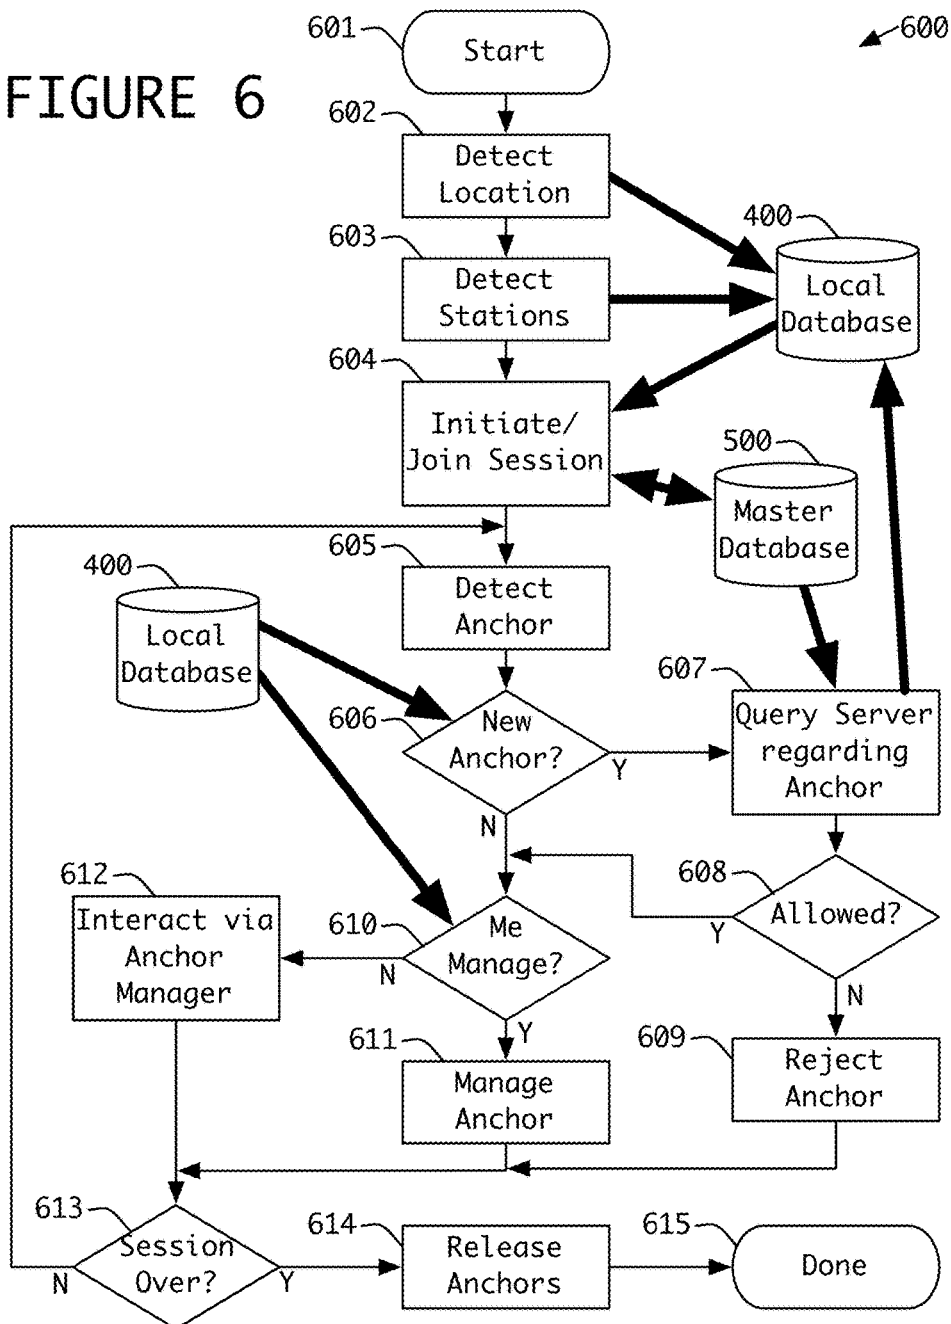 601
Start
600
FIGURE 6
602
Detect
Location
603
Detect
Stations
400
Local
Database
604
Initiate/
Join Session
500
Master
Database
605
Detect
Anchor
400
Local
Database
606
New
Anchor?
Y
N
607
Query Server
regarding
Anchor
608
Allowed?
Y
N
612
Interact via
Anchor
Manager
610
Me
Manage?
N
Y
611
Manage
Anchor
609
Reject
Anchor
613
Session
Over?
N
Y
614
Release
Anchors
615
Done